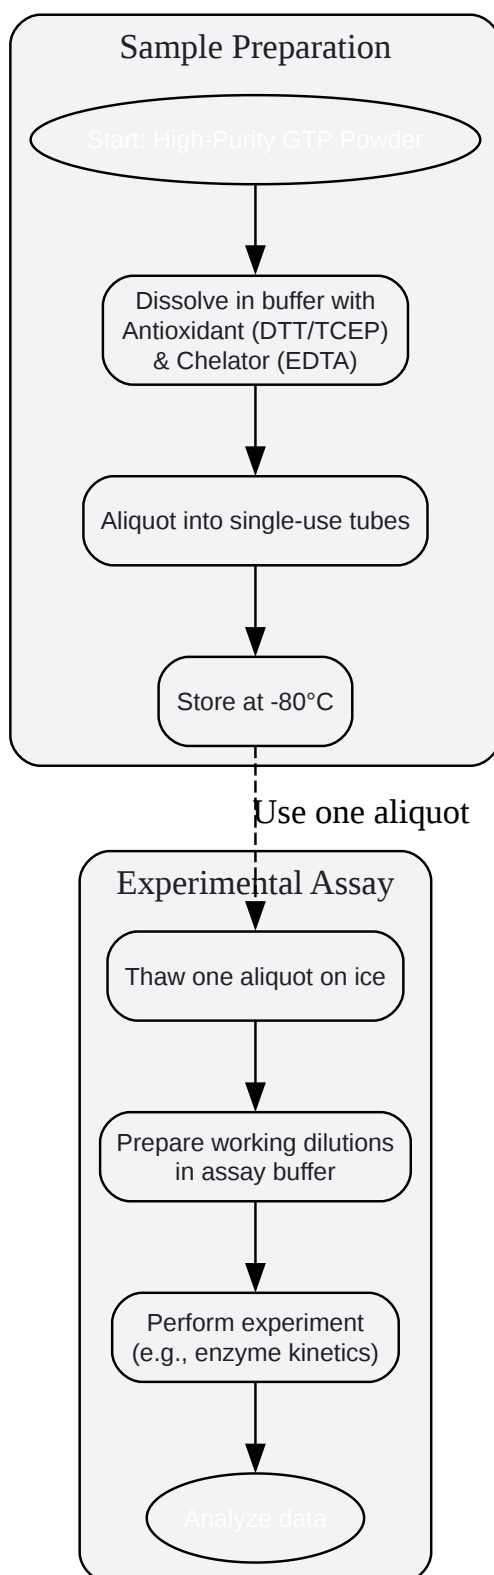 Sample Preparation
Start: High-Purity GTP Powder
Dissolve in buffer with
Antioxidant (DTT/TCEP)
& Chelator (EDTA)
Aliquot into single-use tubes
Store at -80°C
Use one aliquot
Experimental Assay
Thaw one aliquot on ice
Prepare working dilutions
in assay buffer
Perform experiment
(e.g., enzyme kinetics)
Analyze data